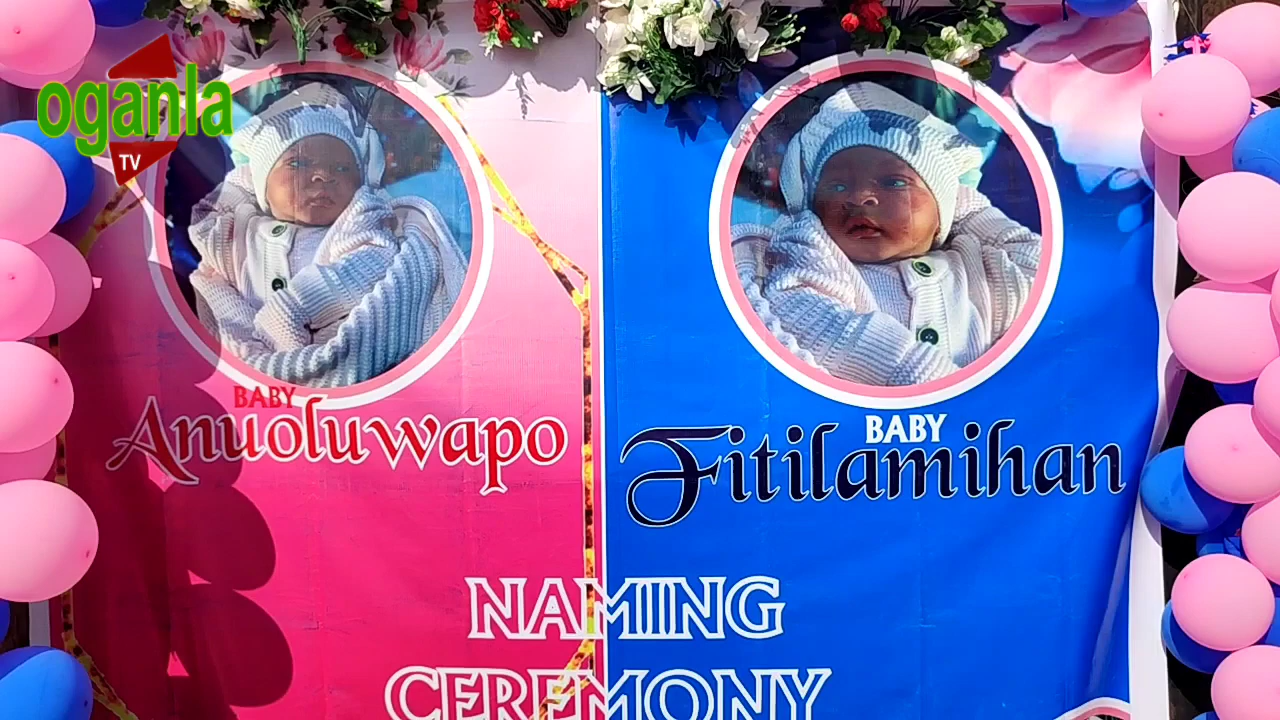 oganla
TV
BABY
Anuoluwapo
BABY
Fitilamihan
NAMING
CEREMONY